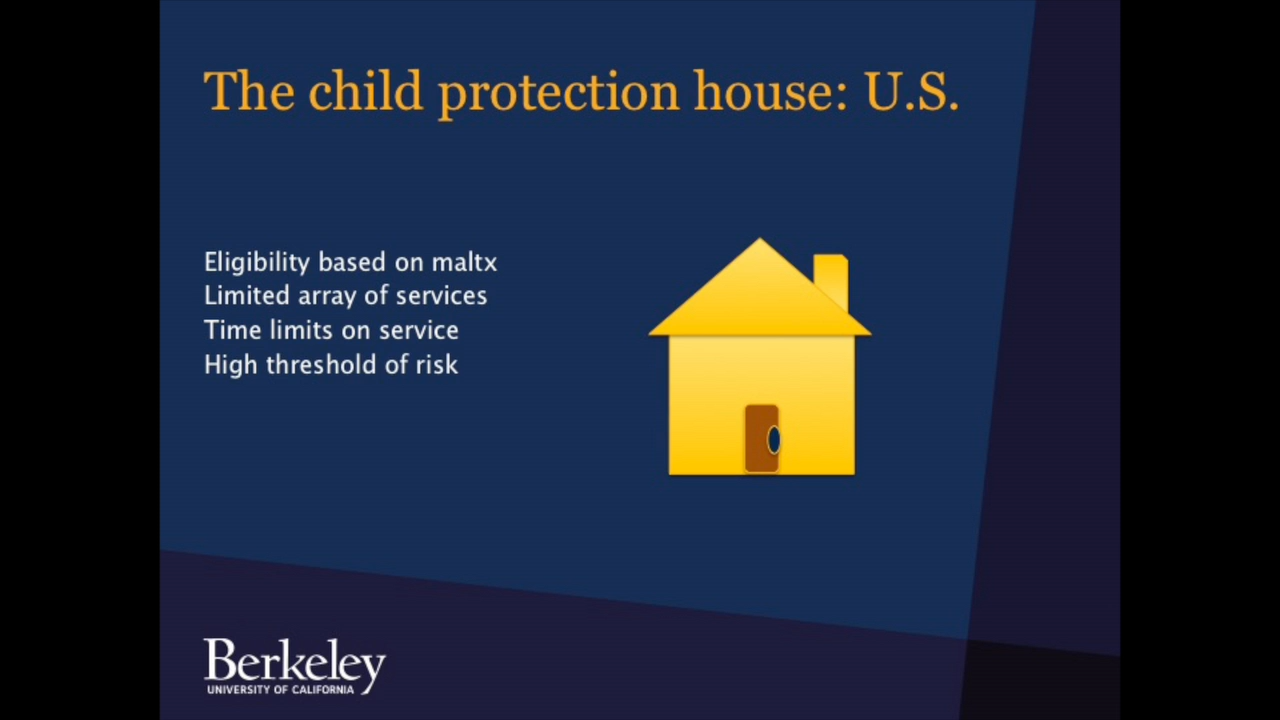 The child protection house: U.S.
Eligibility based on maltx
Limited array of services
Time limits on service
High threshold of risk
Berkeley
UNIVERSITY OF CALIFORNIA